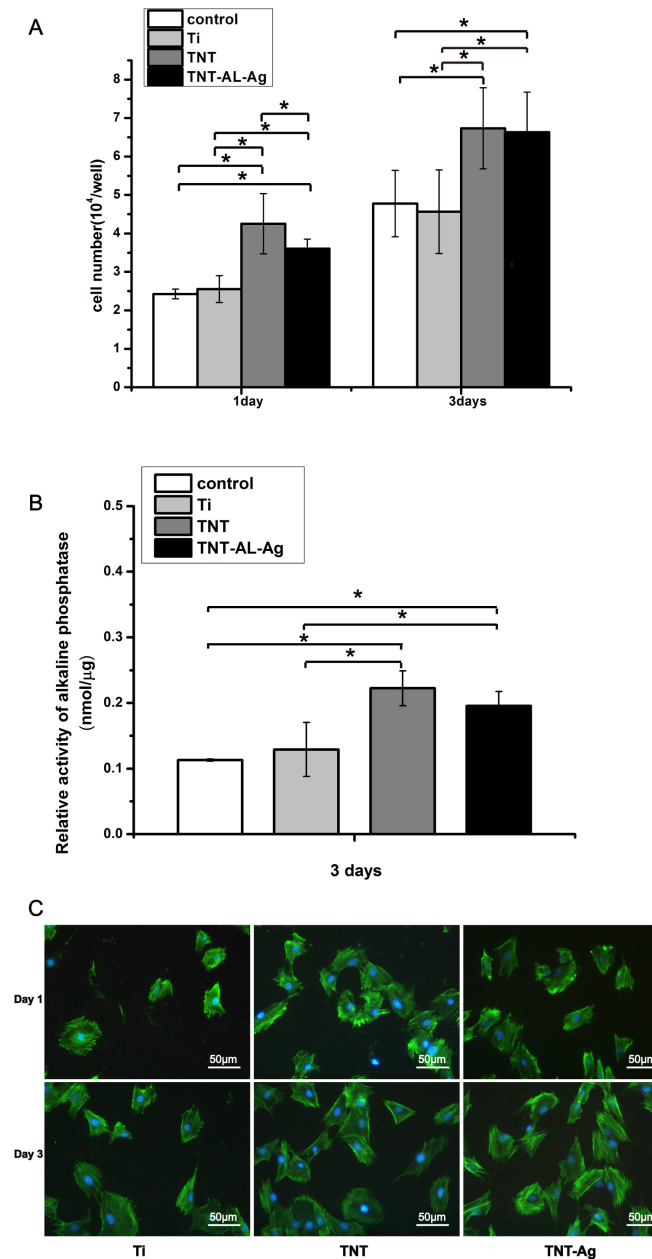 A
control
Ti
TNT
TNT-AL-Ag
* * * * * * * * *
cell number(10⁴/well)
8
7
6
5
4
3
2
1
0
1day 3days
B
control
Ti
TNT
TNT-AL-Ag
* * * *
Relative activity of alkaline phosphatase
(nmol/μg)
0.5
0.4
0.3
0.2
0.1
0.0
3 days
C
Day 1
50μm 50μm 50μm
Day 3
50μm 50μm 50μm
Ti TNT TNT-Ag